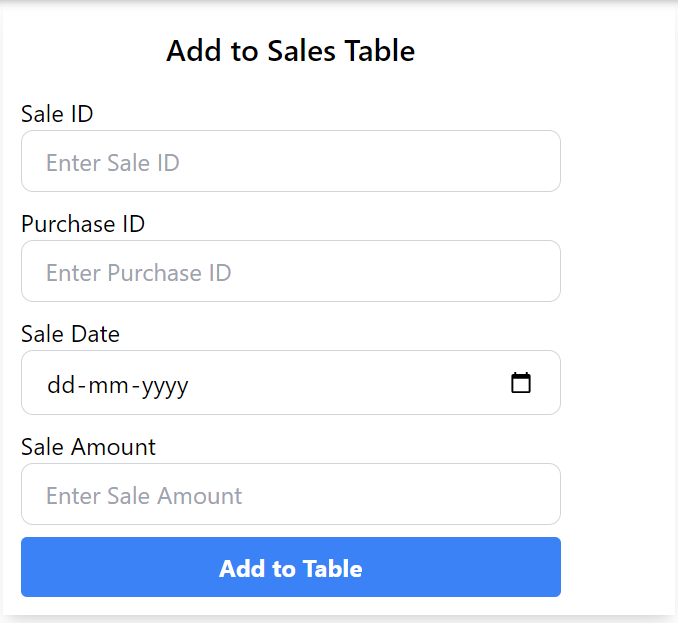 Add to Sales Table
Sale ID
Enter Sale ID
Purchase ID
Enter Purchase ID
Sale Date
dd-mm-yyyy
Sale Amount
Enter Sale Amount
Add to Table